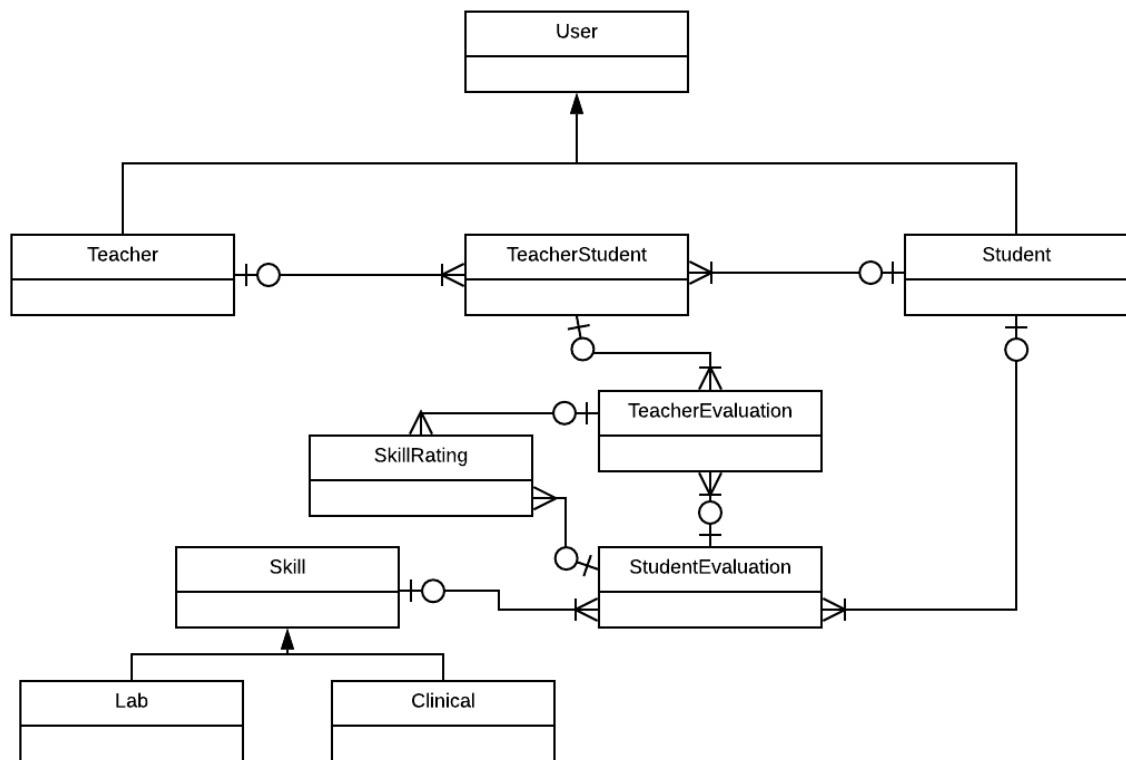 User
Teacher
TeacherStudent
Student
TeacherEvaluation
SkillRating
Skill
StudentEvaluation
Lab
Clinical